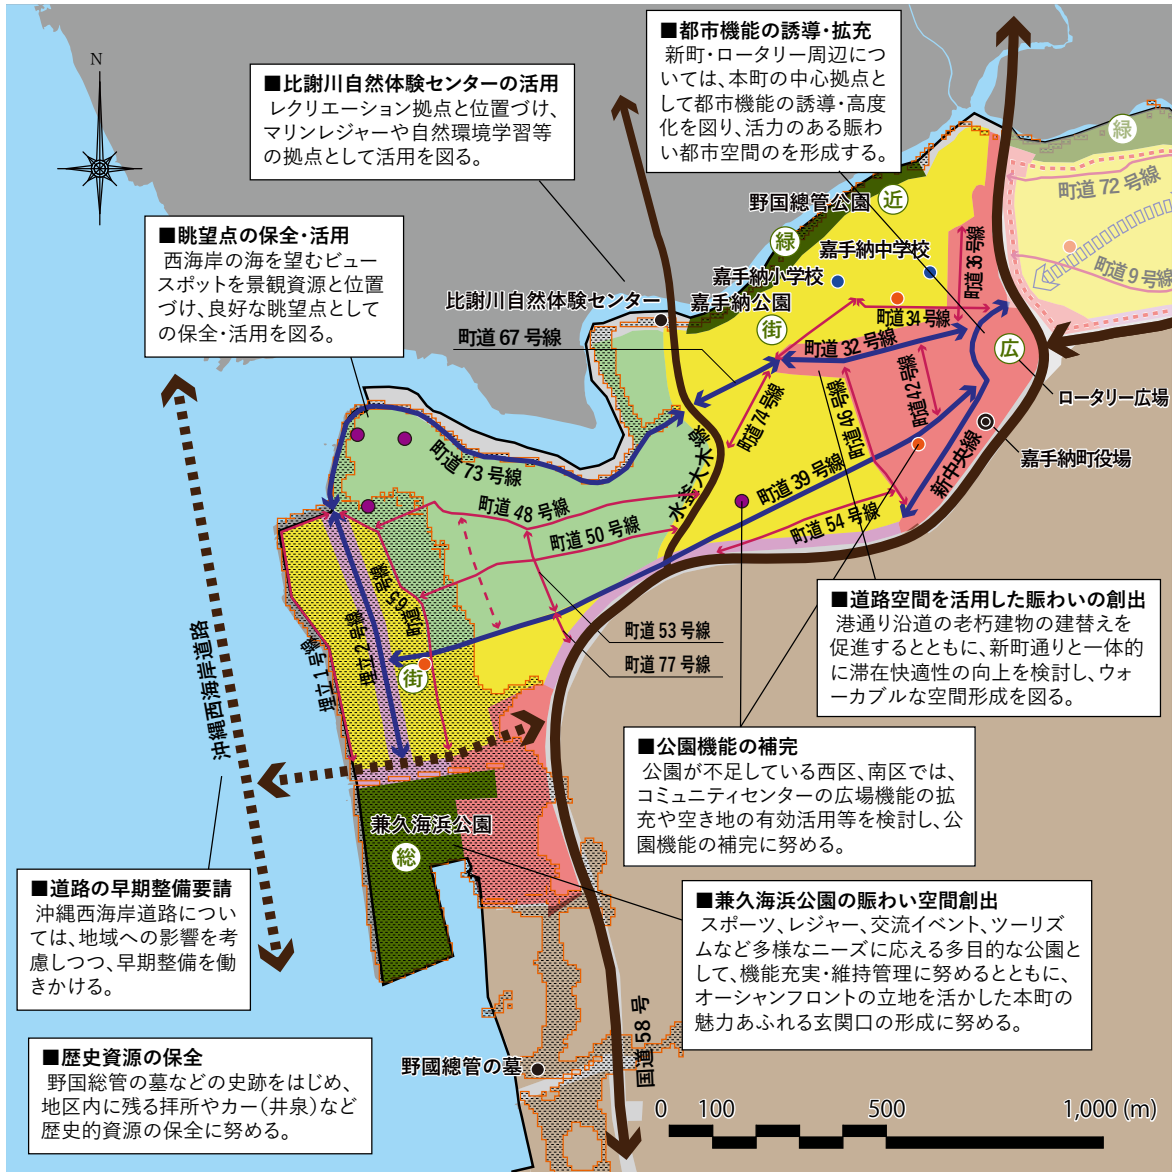 N
■比謝川自然体験センターの活用
レクリエーション拠点と位置づけ、
マリンレジャーや自然環境学習等
の拠点として活用を図る。
■都市機能の誘導・拡充
新町・ロータリー周辺につ
いては、本町の中心拠点と
して都市機能の誘導・高度
化を図り、活力のある賑わ
い都市空間のを形成する。
■眺望点の保全・活用
西海岸の海を望むビュー
スポットを景観資源と位置
づけ、良好な眺望点として
の保全・活用を図る。
緑
町道 72 号線
町道 9 号線
近
野国總管公園
緑
嘉手納中学校
嘉手納小学校
町道 36 号線
比謝川自然体験センター
嘉手納公園
街
町道 34 号線
町道 67 号線
町道 32 号線
広
ロータリー広場
町道 42 号線
町道 74 号線
町道 46 号線
嘉手納町役場
新中央線
町道 73 号線
水釜大木線
町道 39 号線
町道 48 号線
町道 50 号線
町道 54 号線
町道 65 号線
埋立 2 号線
埋立 1 号線
町道 53 号線
町道 77 号線
街
沖縄西海岸道路
■道路空間を活用した賑わいの創出
港通り沿道の老朽建物の建替えを
促進するとともに、新町通りと一体的
に滞在快適性の向上を検討し、ウォ
ーカブルな空間形成を図る。
■公園機能の補完
公園が不足している西区、南区では、
コミュニティセンターの広場機能の拡
充や空き地の有効活用等を検討し、公
園機能の補完に努める。
兼久海浜公園
総
■道路の早期整備要請
沖縄西海岸道路につい
ては、地域への影響を考
慮しつつ、早期整備を働
きかける。
■兼久海浜公園の賑わい空間創出
スポーツ、レジャー、交流イベント、ツーリズ
ムなど多様なニーズに応える多目的な公園と
して、機能充実・維持管理に努めるとともに、
オーシャンフロントの立地を活かした本町の
魅力あふれる玄関口の形成に努める。
■歴史資源の保全
野国総管の墓などの史跡をはじめ、
地区内に残る拝所やカー（井泉）など
歴史的資源の保全に努める。
野國總管の墓
国道 58 号
0 100 500 1,000 (m)